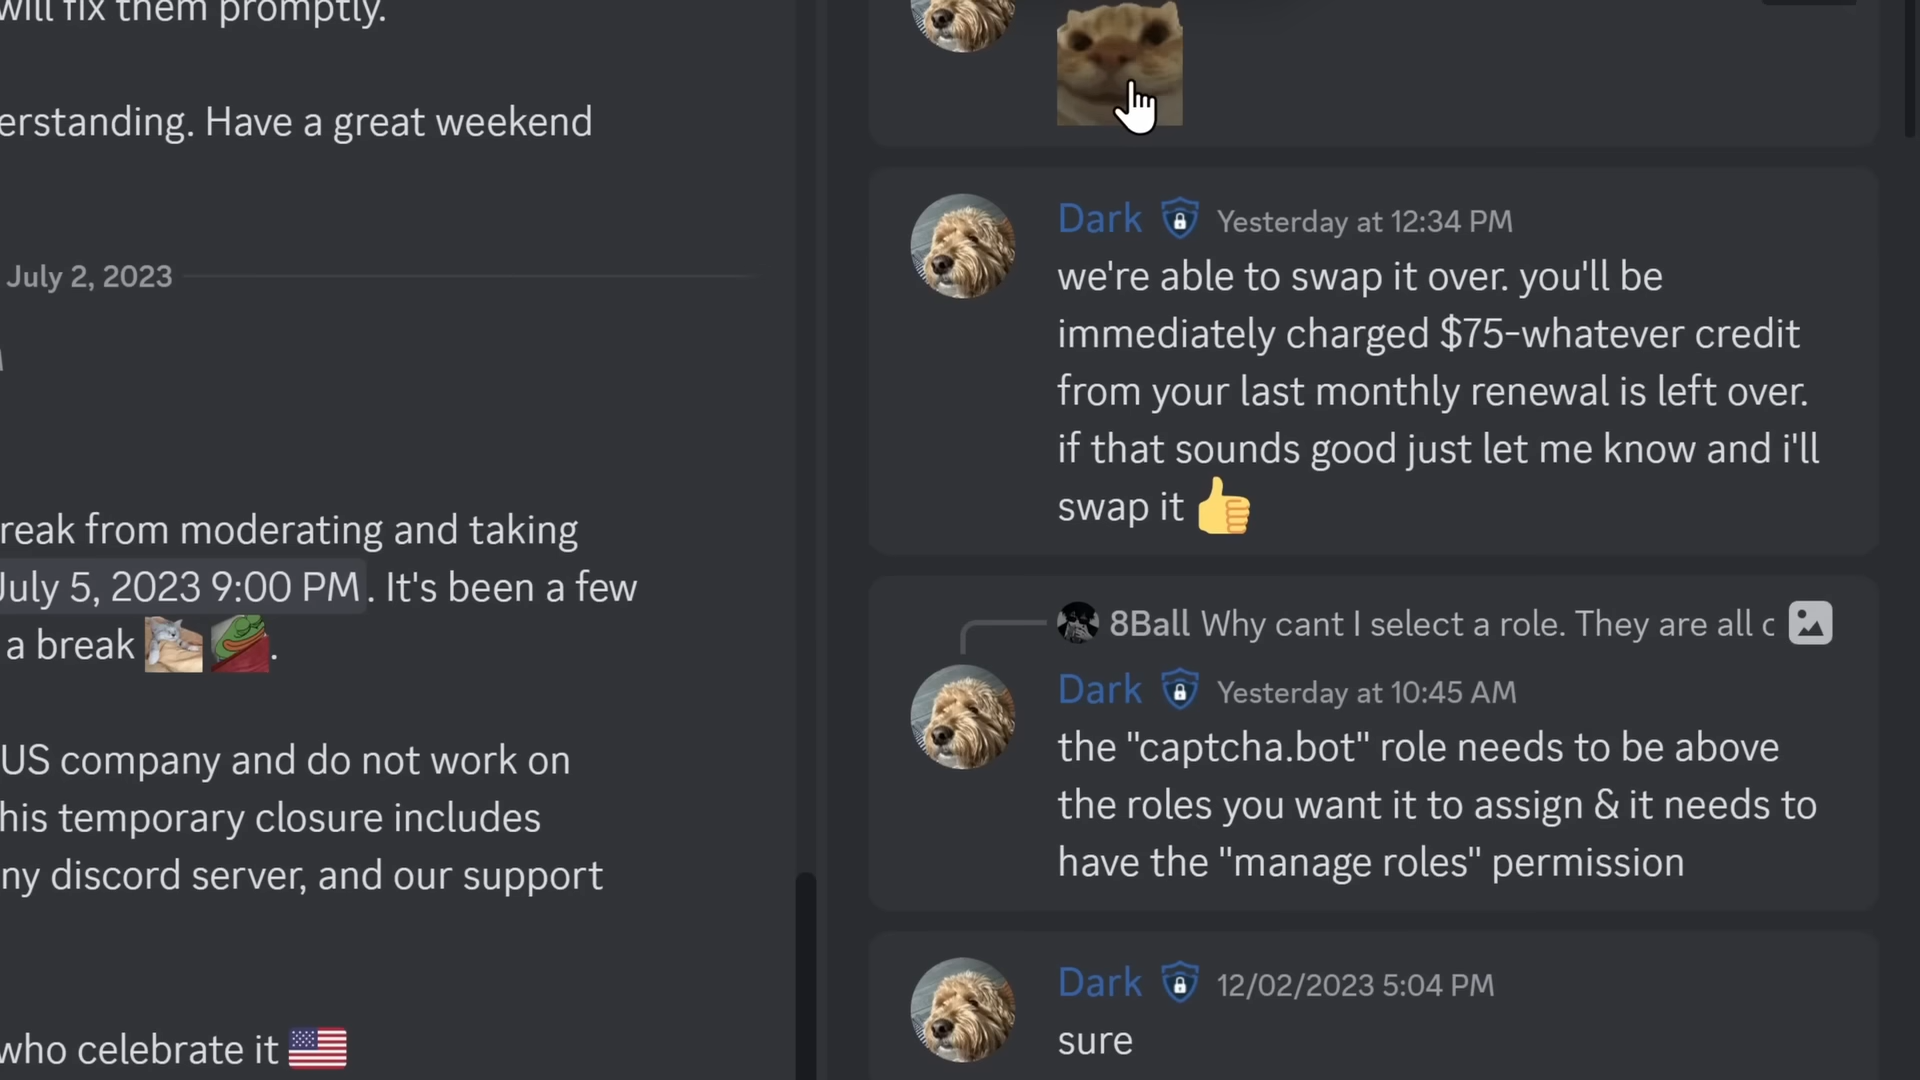 will fix them promptly.
erstanding. Have a great weekend
July 2, 2023
reak from moderating and taking
July 5, 2023 9:00 PM. It's been a few
a break .
US company and do not work on
his temporary closure includes
ny discord server, and our support
who celebrate it
Dark Yesterday at 12:34 PM
we're able to swap it over. you'll be
immediately charged $75-whatever credit
from your last monthly renewal is left over.
if that sounds good just let me know and i'll
swap it
8Ball Why cant I select a role. They are all c
Dark Yesterday at 10:45 AM
the "captcha.bot" role needs to be above
the roles you want it to assign & it needs to
have the "manage roles" permission
Dark 12/02/2023 5:04 PM
sure